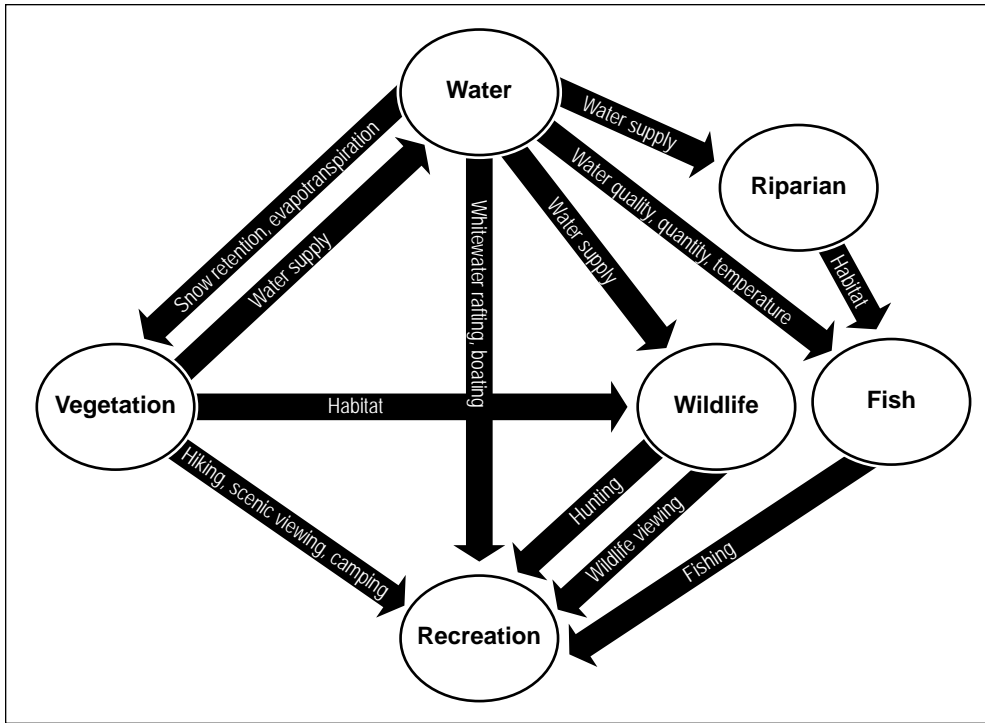 Water
Water supply
Riparian
Snow retention, evapotranspiration
Water supply
Whitewater rafting, boating
Water supply
Water quality, quantity, temperature
Habitat
Vegetation
Habitat
Wildlife
Fish
Hiking, scenic viewing, camping
Hunting
Wildlife viewing
Fishing
Recreation